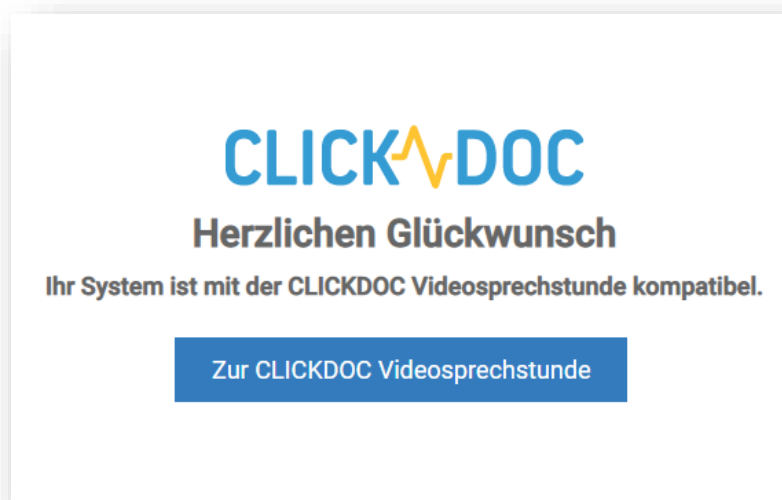 CLICKDOC
Herzlichen Glückwunsch
Ihr System ist mit der CLICKDOC Videosprechstunde kompatibel.
Zur CLICKDOC Videosprechstunde